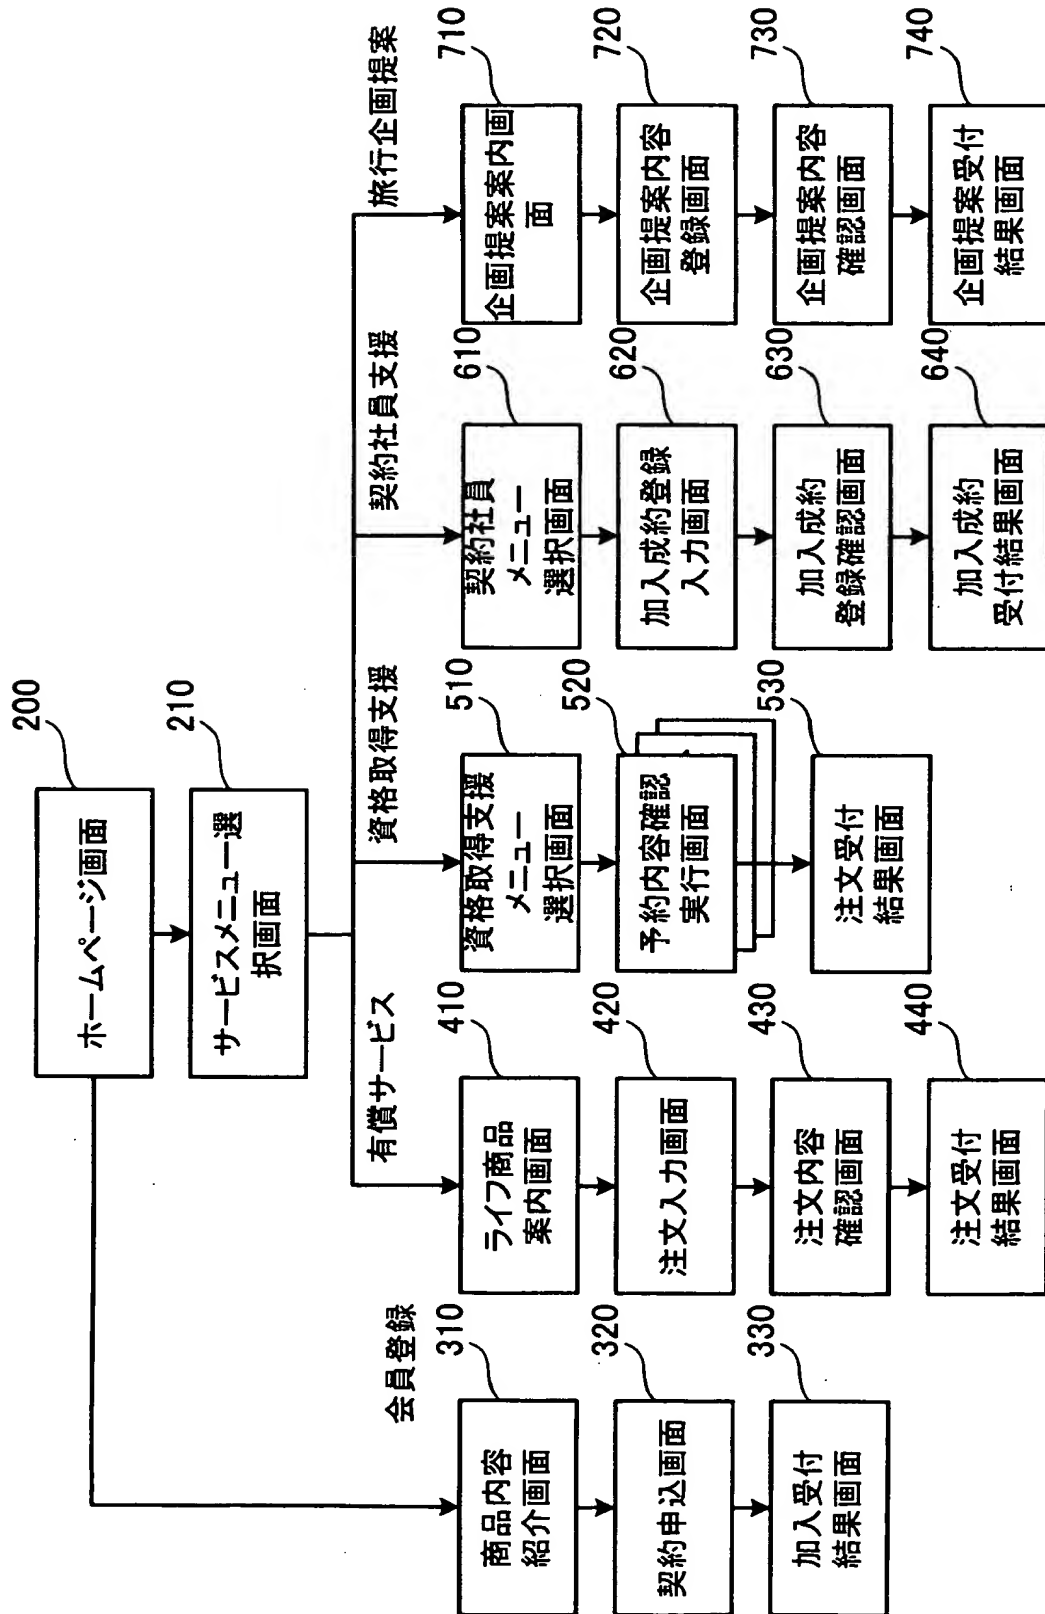 200
ホームページ画面
210
サービスメニュー選
択画面
会員登録
310
商品内容
紹介画面
320
契約申込画面
330
加入受付
結果画面
有償サービス
410
ライフ商品
案内画面
420
注文入力画面
430
注文内容
確認画面
440
注文受付
結果画面
資格取得支援
510
資格取得支援
メニュー
選択画面
520
予約内容確認
実行画面
530
注文受付
結果画面
契約社員支援
610
契約社員
メニュー
選択画面
620
加入成約登録
入力画面
630
加入成約
登録確認画面
640
加入成約
受付結果画面
旅行企画提案
710
企画提案案内画
面
720
企画提案内容
登録画面
730
企画提案内容
確認画面
740
企画提案受付
結果画面